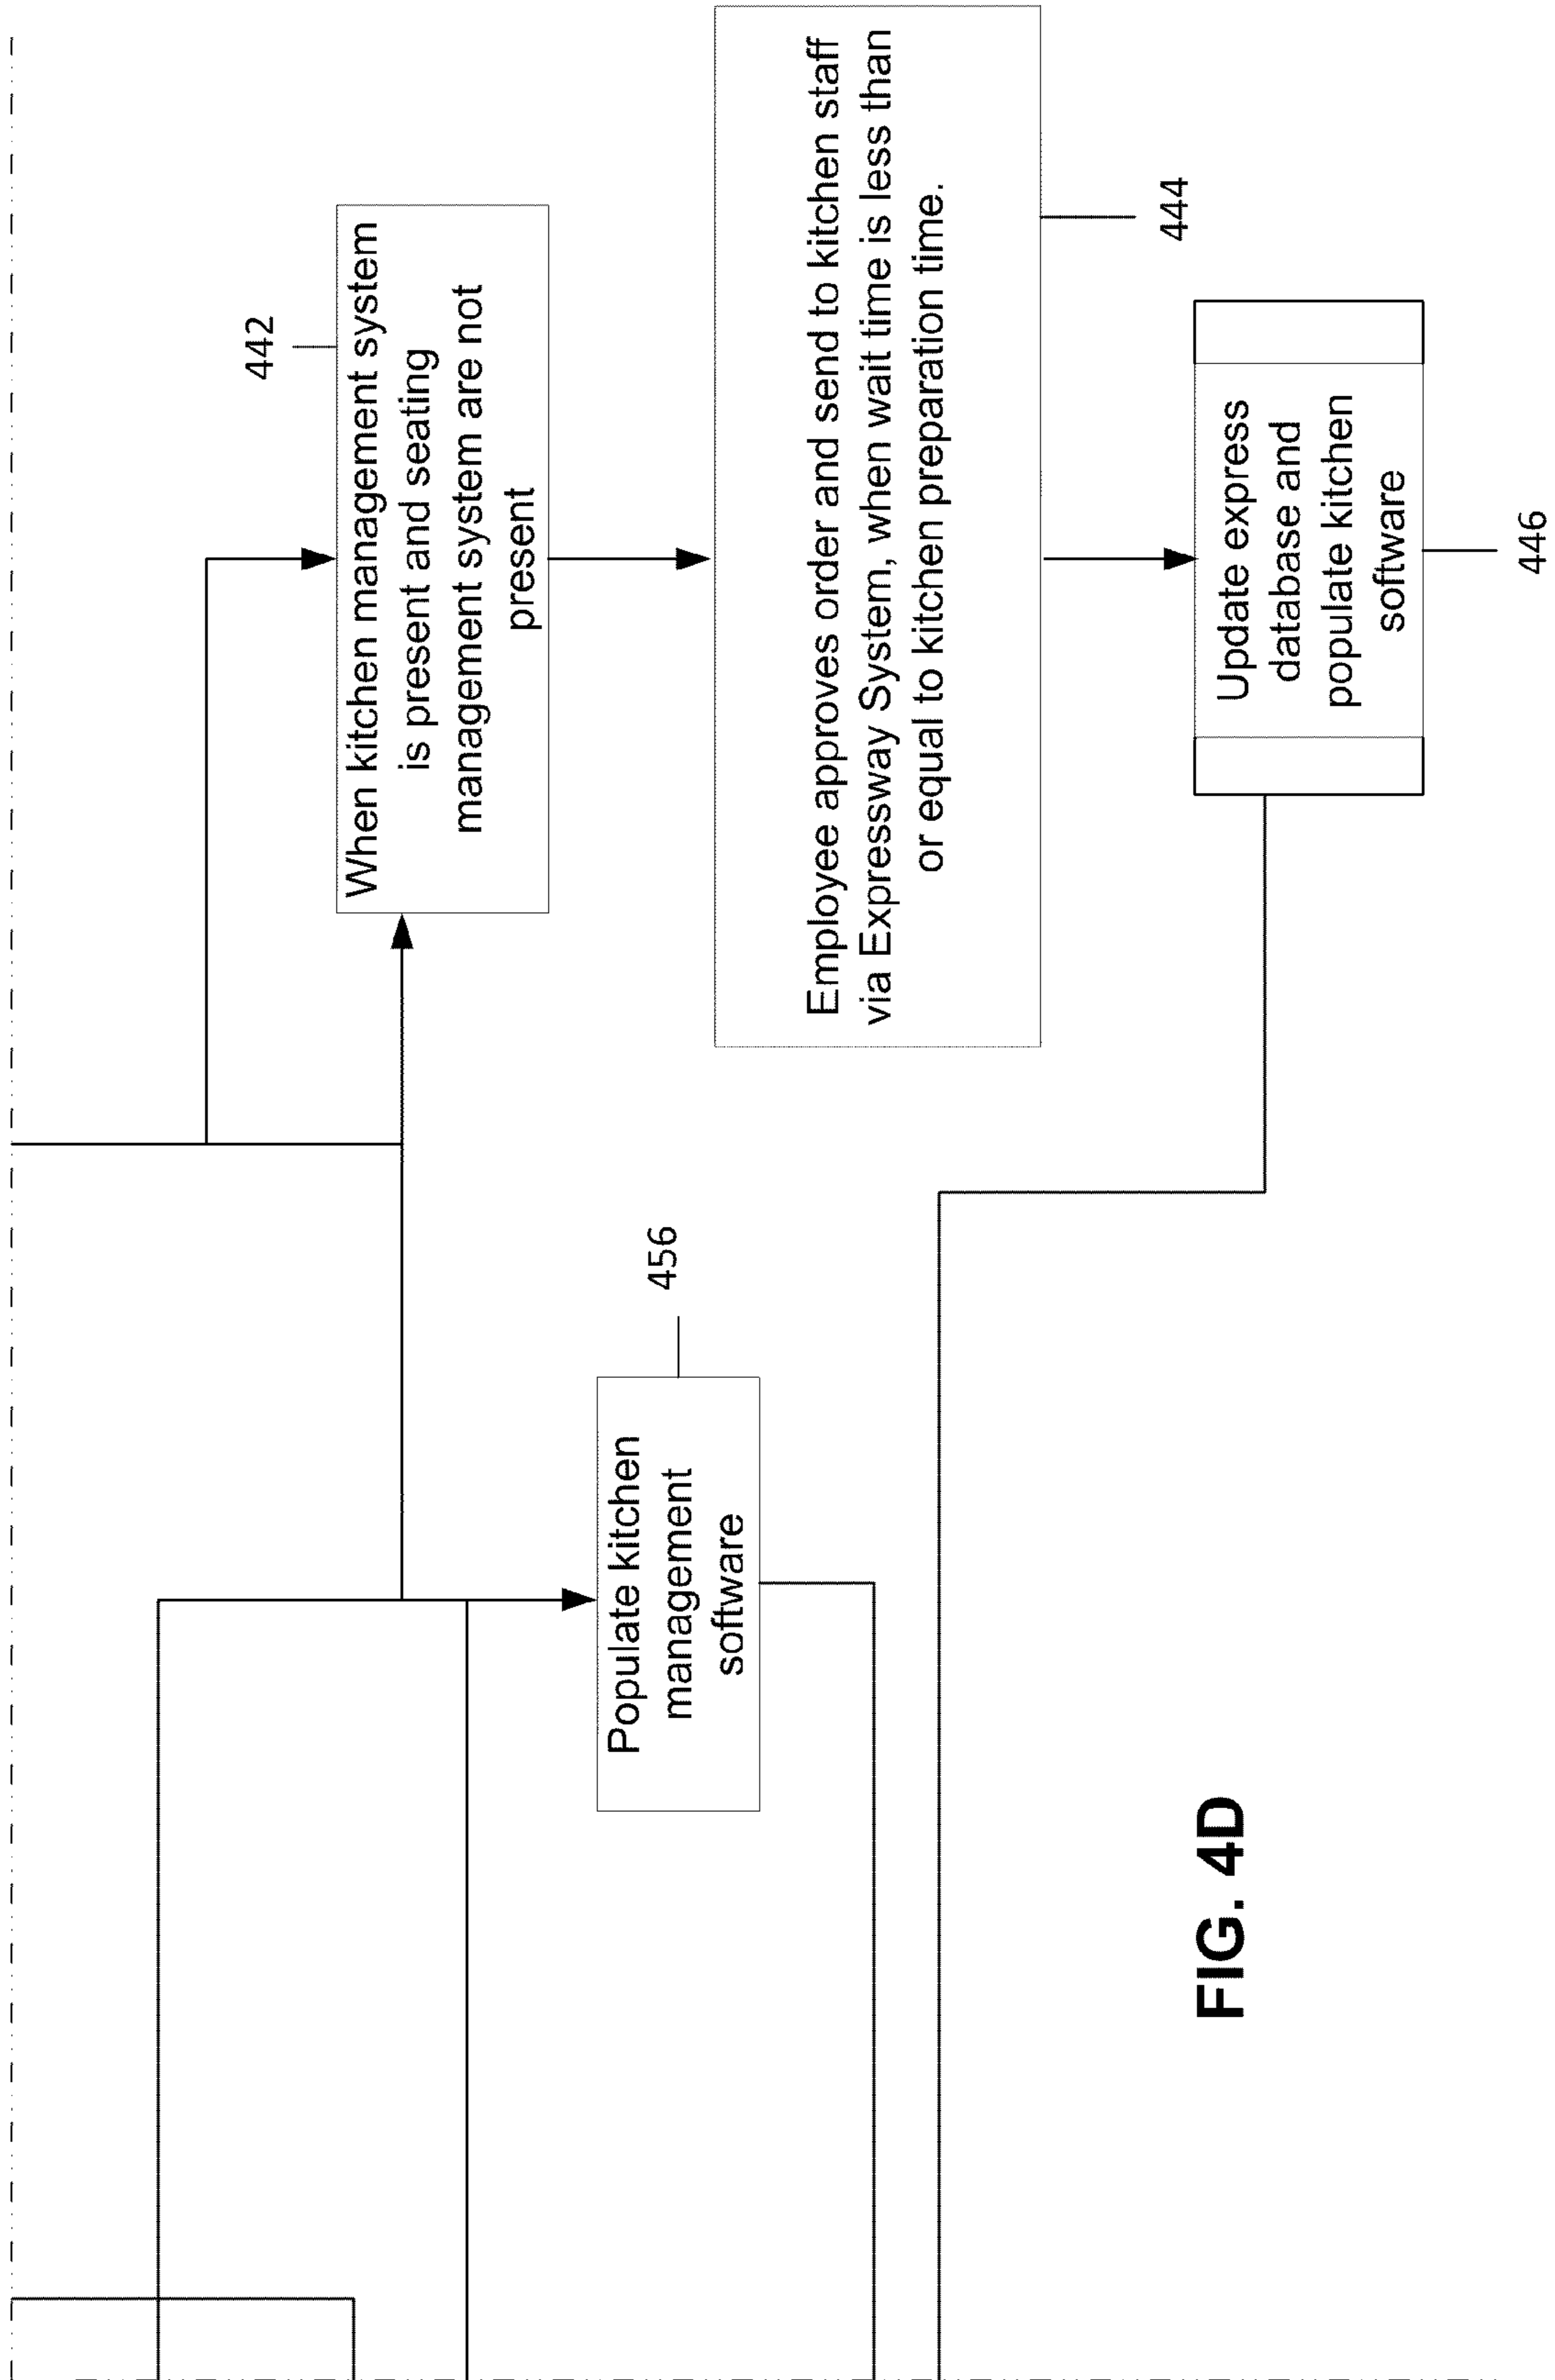 442
When kitchen management system
is present and seating
management system are not
present
Employee approves order and send to kitchen staff
via Expressway System, when wait time is less than
or equal to kitchen preparation time.
444
456
Populate kitchen
management
software
Update express
database and
populate kitchen
software
446
FIG. 4D